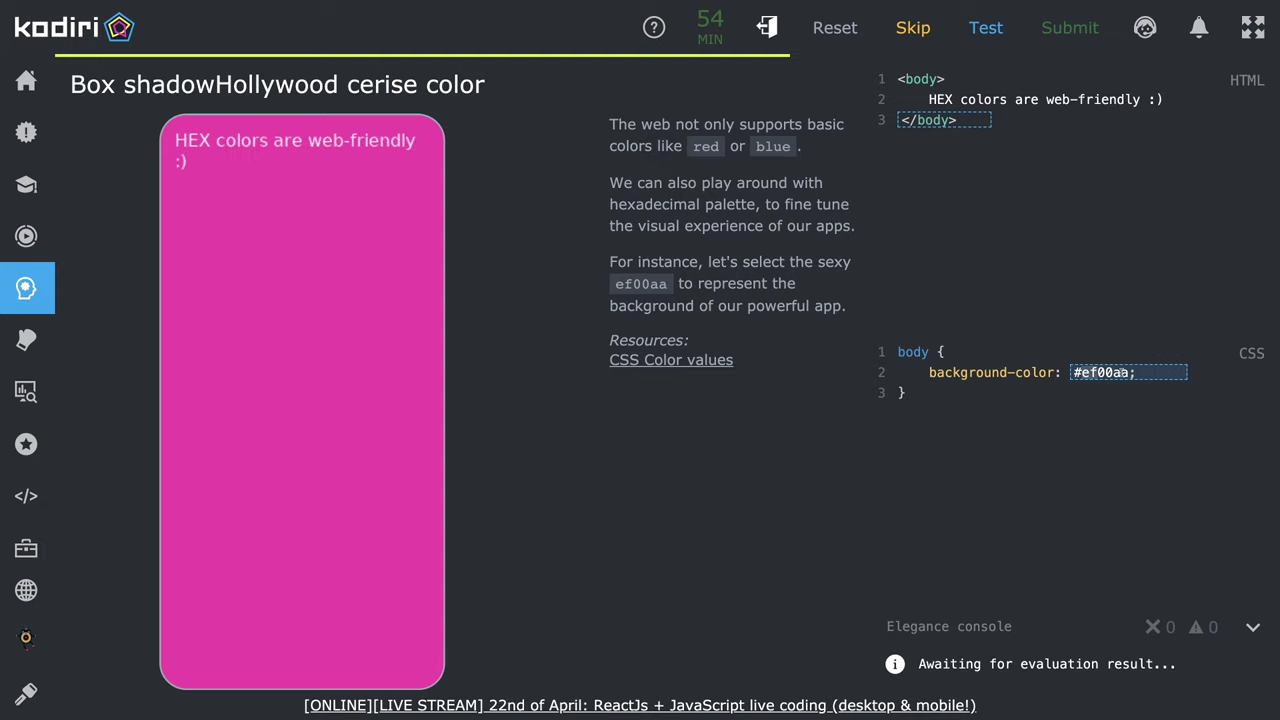 kodiri
54
MIN
Reset
Skip
Test
Submit
Box shadowHollywood cerise color
HEX colors are web-friendly
:)
The web not only supports basic
colors like red or blue .
We can also play around with
hexadecimal palette, to fine tune
the visual experience of our apps.
For instance, let's select the sexy
ef00aa to represent the
background of our powerful app.
Resources:
CSS Color values
HTML
1 <body>
2 HEX colors are web-friendly :)
3 </body>
CSS
1 body {
2 background-color: #ef00aa;
3 }
Elegance console
0 0
Awaiting for evaluation result...
[ONLINE][LIVE STREAM] 22nd of April: ReactJs + JavaScript live coding (desktop & mobile!)